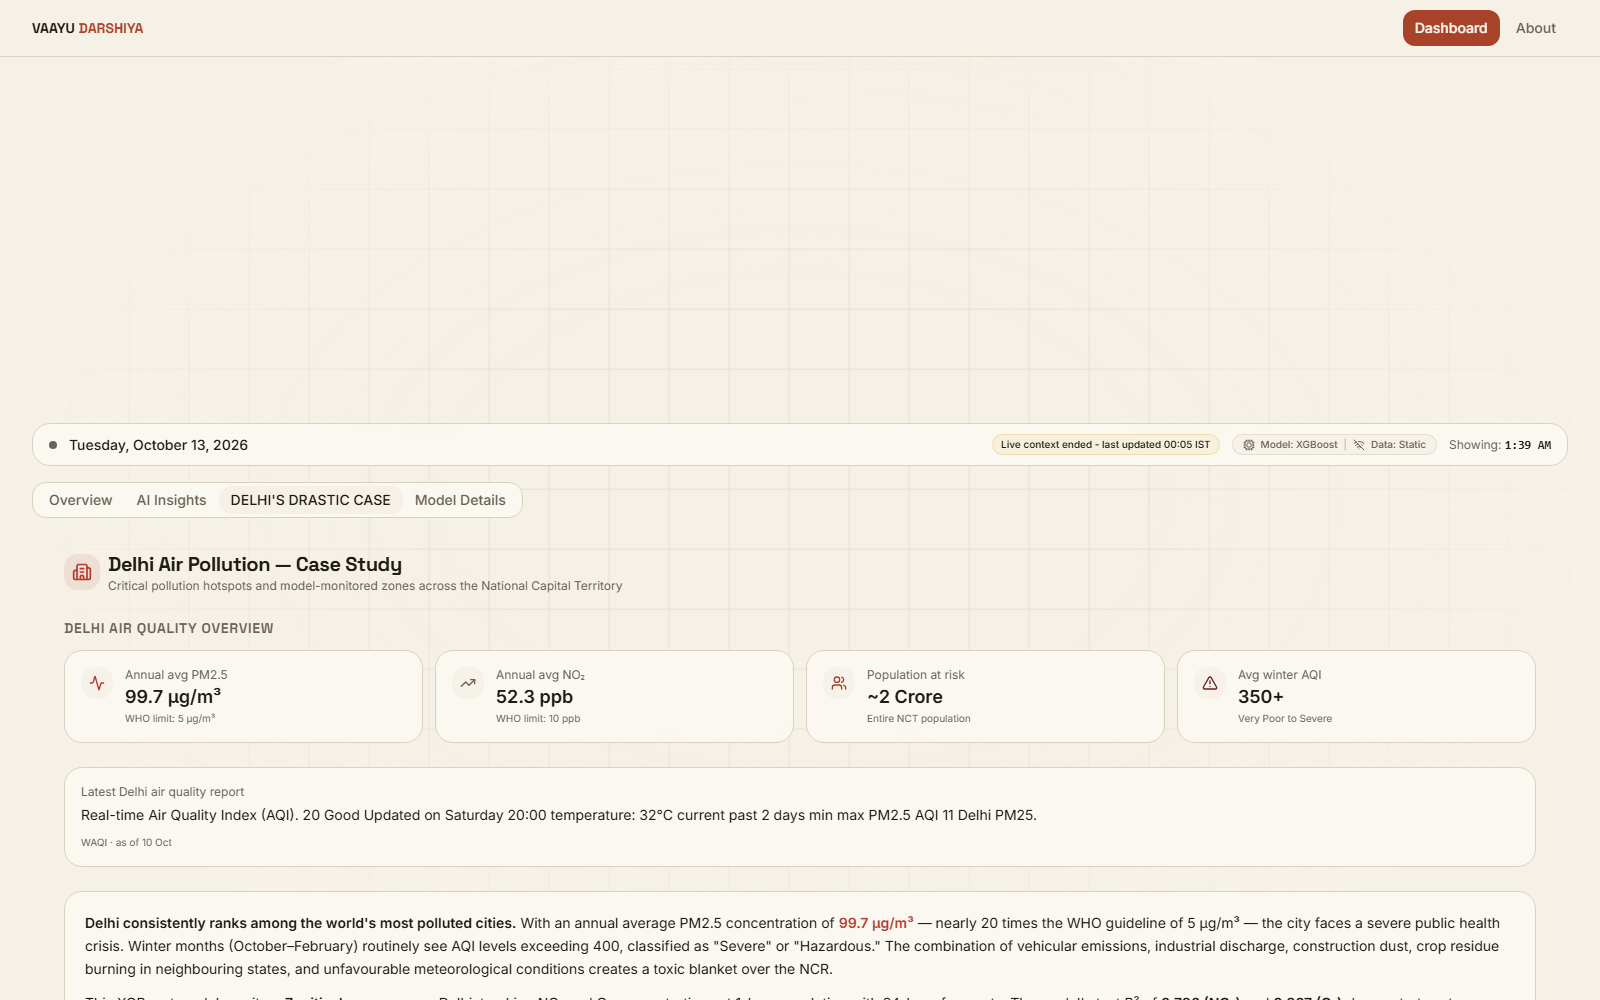 VAAYU DARSHIYA
Dashboard
About
Tuesday, October 13, 2026
Live context ended - last updated 00:05 IST
Model: XGBoost | Data: Static
Showing: 1:39 AM
Overview
AI Insights
DELHI'S DRASTIC CASE
Model Details
Delhi Air Pollution — Case Study
Critical pollution hotspots and model-monitored zones across the National Capital Territory
DELHI AIR QUALITY OVERVIEW
Annual avg PM2.5
99.7 µg/m³
WHO limit: 5 µg/m³
Annual avg NO₂
52.3 ppb
WHO limit: 10 ppb
Population at risk
~2 Crore
Entire NCT population
Avg winter AQI
350+
Very Poor to Severe
Latest Delhi air quality report
Real-time Air Quality Index (AQI). 20 Good Updated on Saturday 20:00 temperature: 32°C current past 2 days min max PM2.5 AQI 11 Delhi PM25.
WAQI · as of 10 Oct
Delhi consistently ranks among the world's most polluted cities. With an annual average PM2.5 concentration of 99.7 µg/m³ — nearly 20 times the WHO guideline of 5 µg/m³ — the city faces a severe public health
crisis. Winter months (October–February) routinely see AQI levels exceeding 400, classified as "Severe" or "Hazardous." The combination of vehicular emissions, industrial discharge, construction dust, crop residue
burning in neighbouring states, and unfavourable meteorological conditions creates a toxic blanket over the NCR.